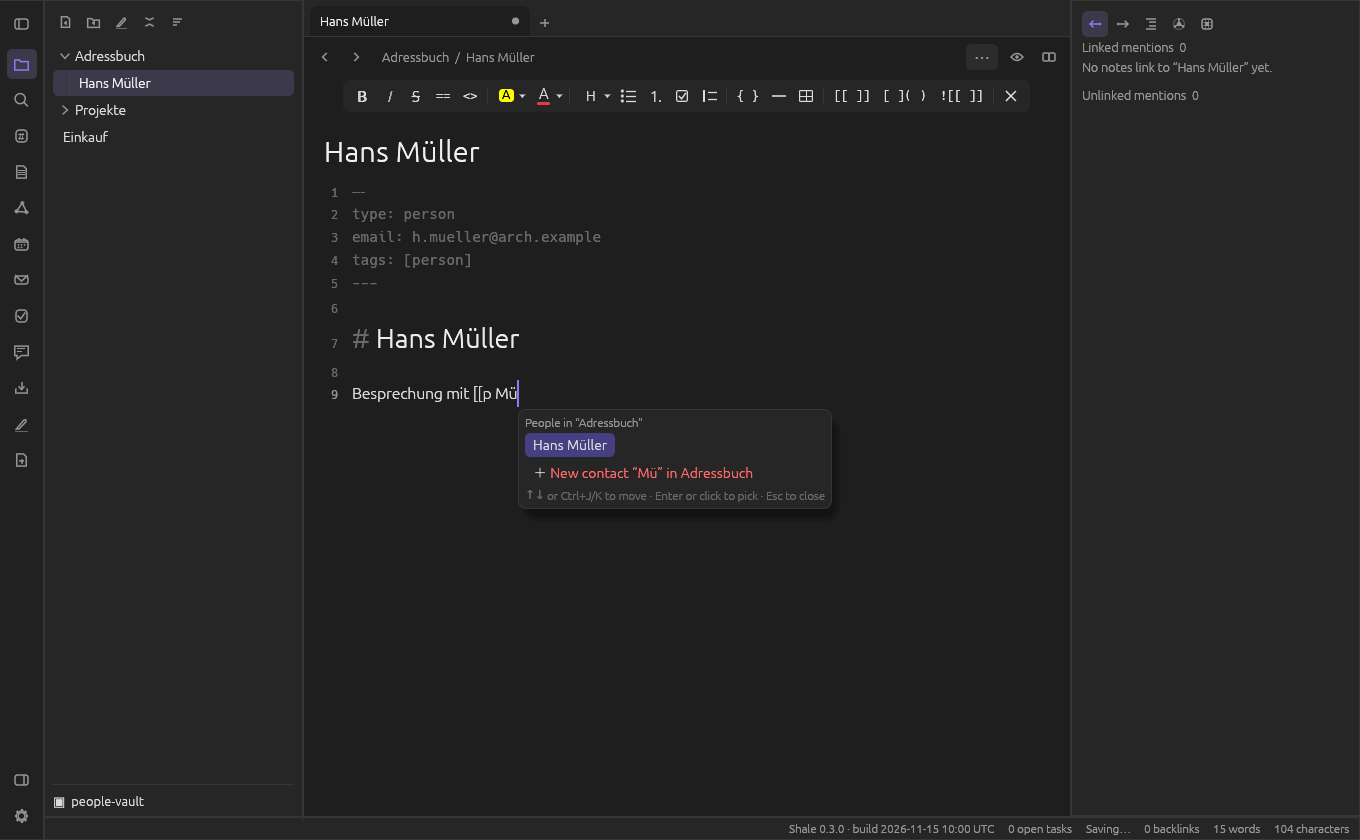 Adressbuch
Hans Müller
Projekte
Einkauf
people-vault
Hans Müller
Adressbuch / Hans Müller
B I S == <> A A H 1. { } — [[ ]] [ ]( ) ![[ ]]
Hans Müller
1 ---
2 type: person
3 email: h.mueller@arch.example
4 tags: [person]
5 ---
6
7 # Hans Müller
8
9 Besprechung mit [[p Mü
People in “Adressbuch”
Hans Müller
+ New contact “Mü” in Adressbuch
↑↓ or Ctrl+J/K to move · Enter or click to pick · Esc to close
Linked mentions 0
No notes link to “Hans Müller” yet.
Unlinked mentions 0
Shale 0.3.0 · build 2026-11-15 10:00 UTC 0 open tasks Saving… 0 backlinks 15 words 104 characters